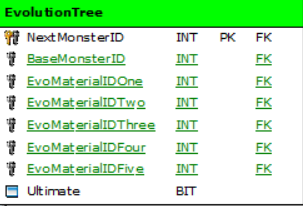 EvolutionTree
NextMonsterID INT PK FK
BaseMonsterID INT FK
EvoMaterialIDOne INT FK
EvoMaterialIDTwo INT FK
EvoMaterialIDThree INT FK
EvoMaterialIDFour INT FK
EvoMaterialIDFive INT FK
Ultimate BIT